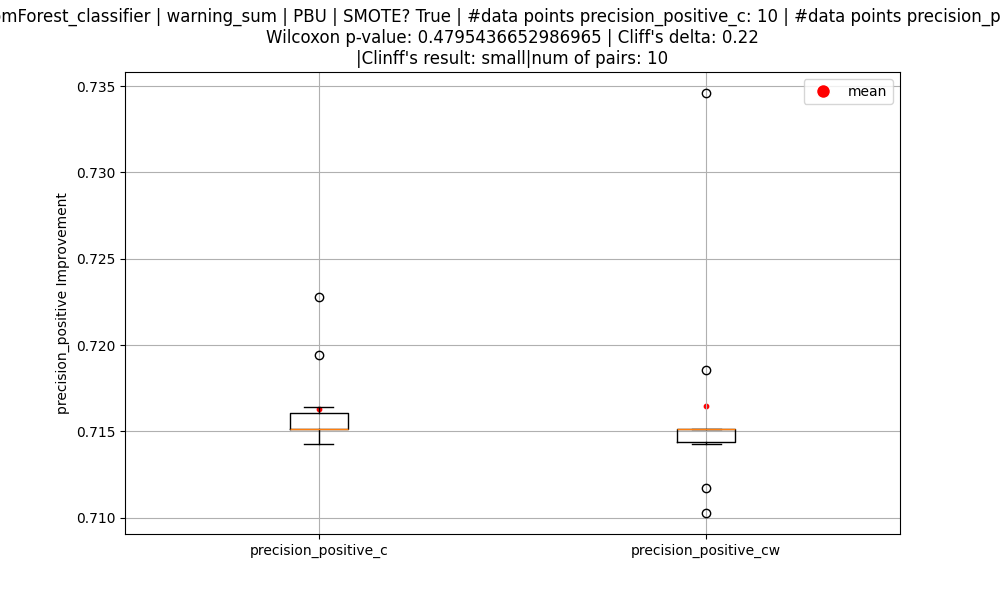 omForest_classifier | warning_sum | PBU | SMOTE? True | #data points precision_positive_c: 10 | #data points precision_p
Wilcoxon p-value: 0.4795436652986965 | Cliff's delta: 0.22
|Clinff's result: small|num of pairs: 10
mean
0.735
0.730
0.725
0.720
0.715
0.710
precision_positive Improvement
precision_positive_c
precision_positive_cw